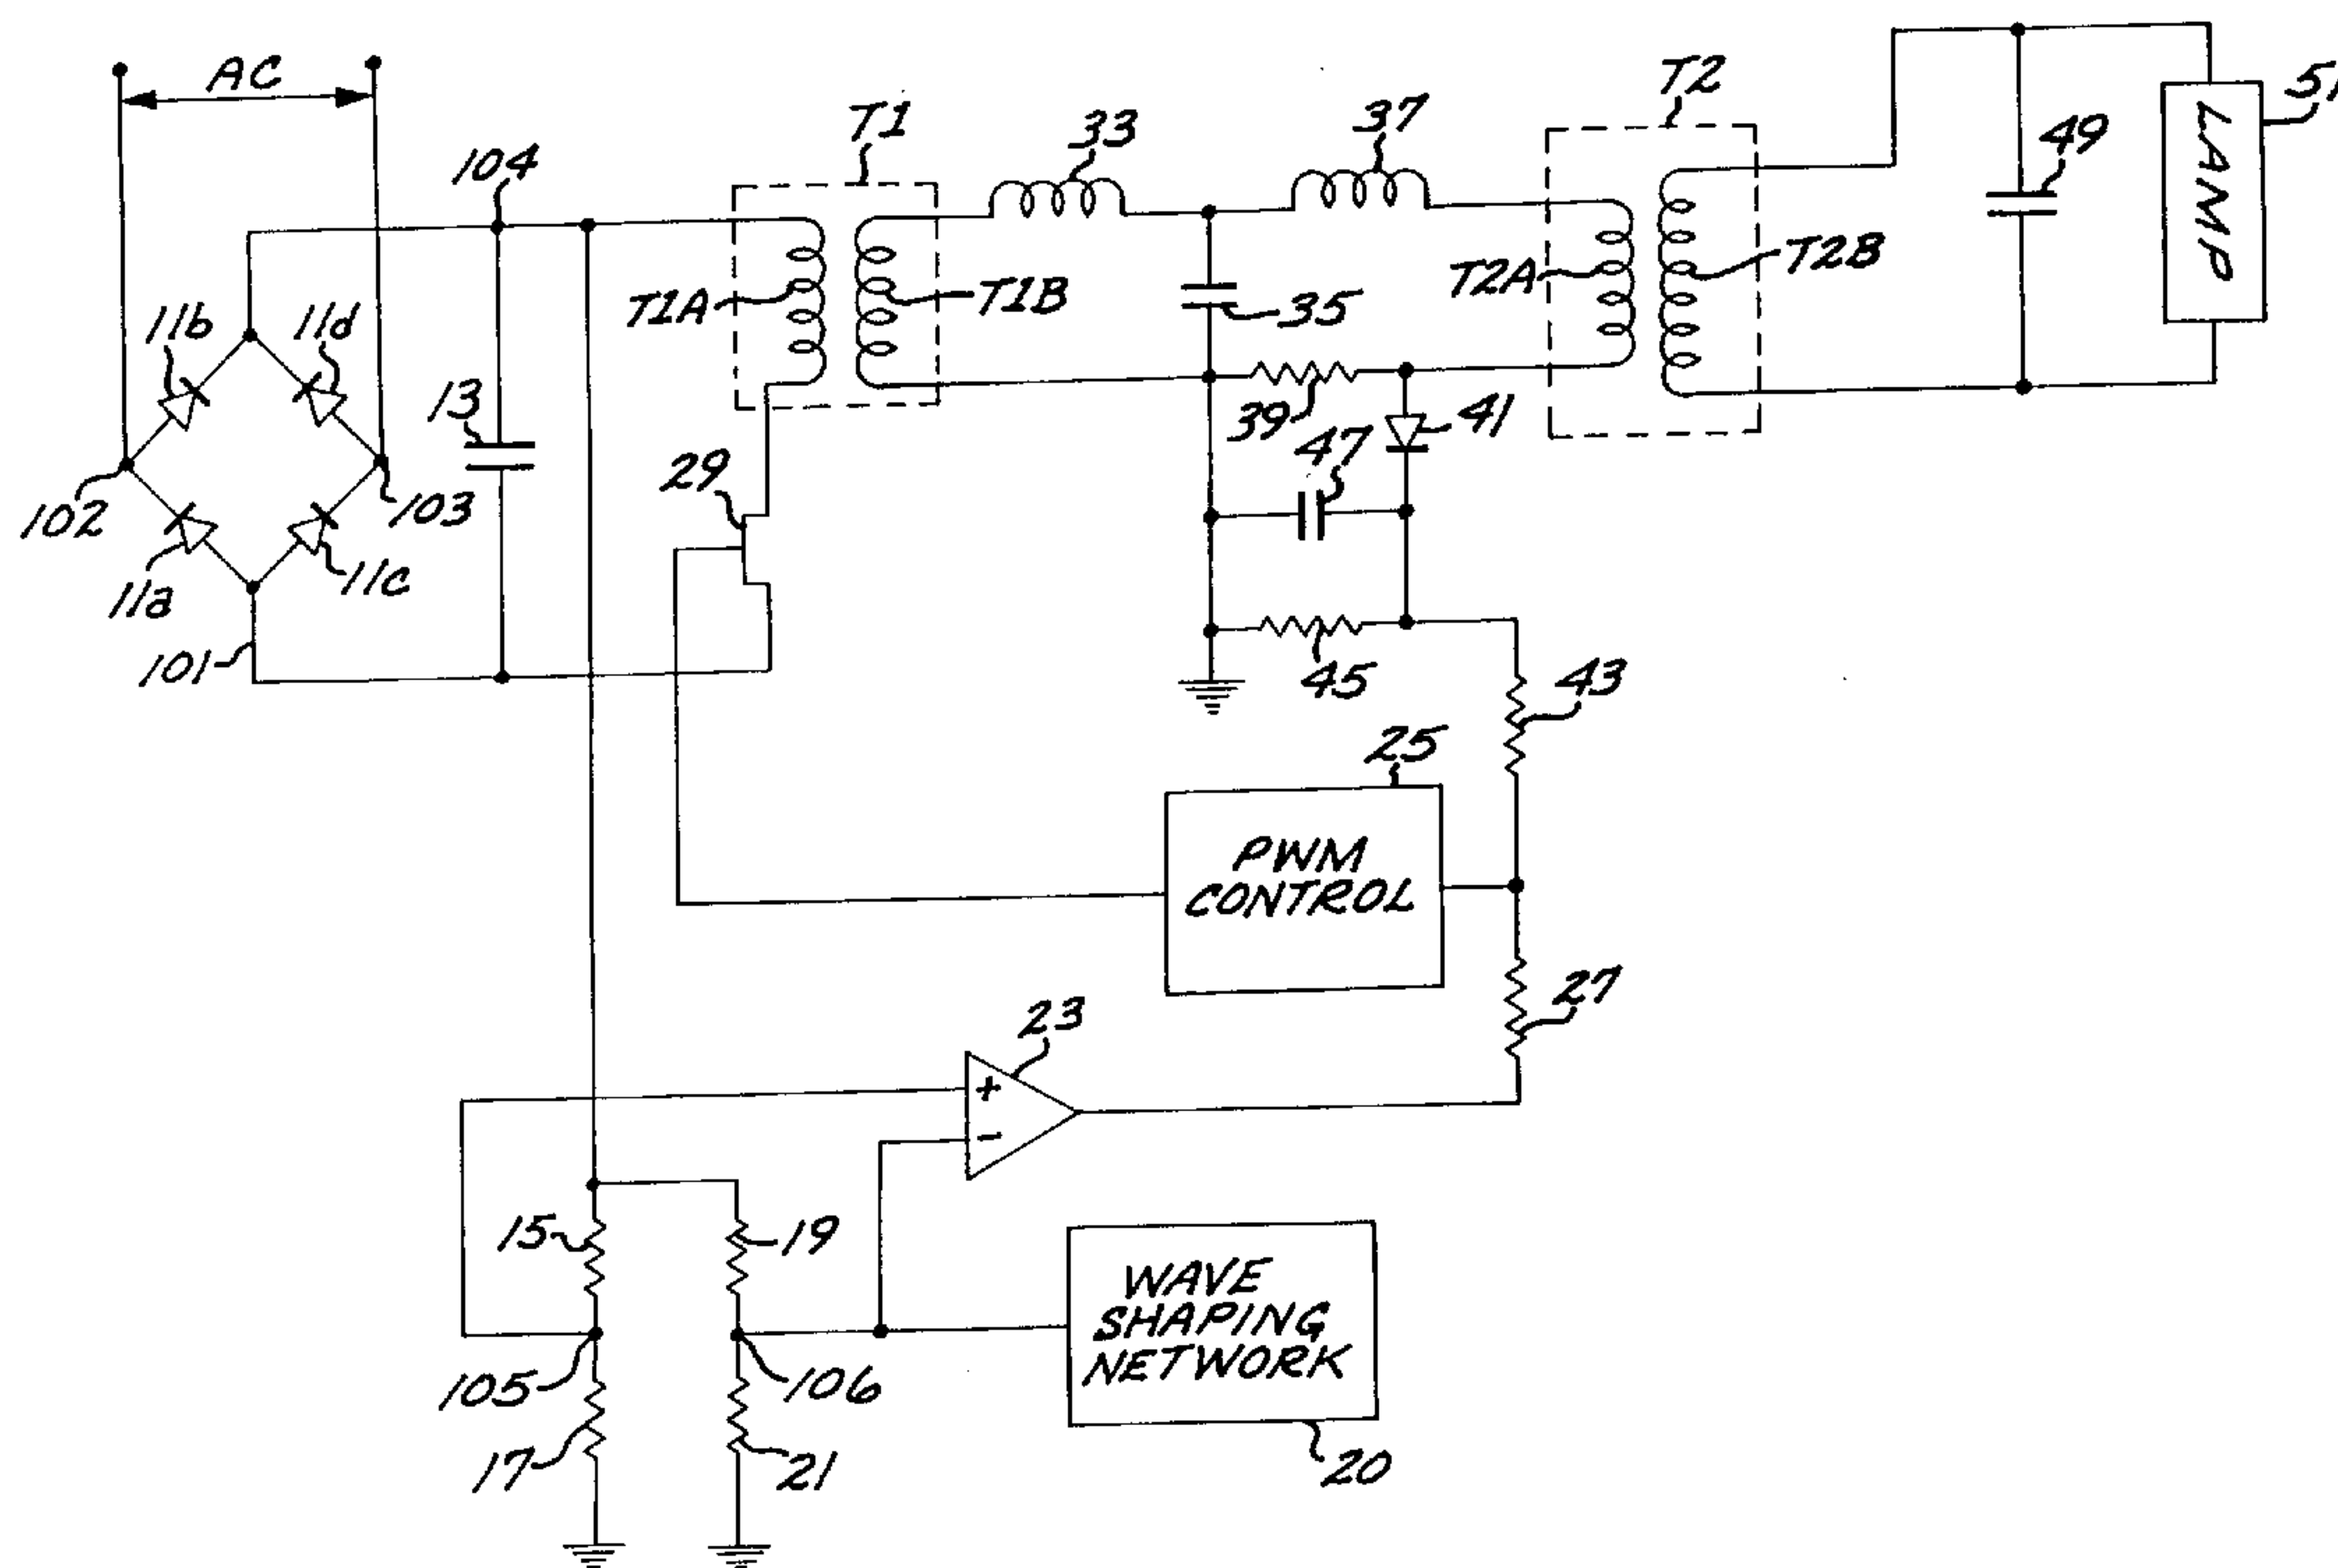 AC
T2
51
T1
33
37
49
LAMP
104
T1A
T1B
35
T2A
T2B
11b
11d
13
39
41
47
29
102
103
11a
11c
101
45
43
25
PWM
CONTROL
27
23
+
-
15
19
WAVE
SHAPING
NETWORK
105
106
17
21
20